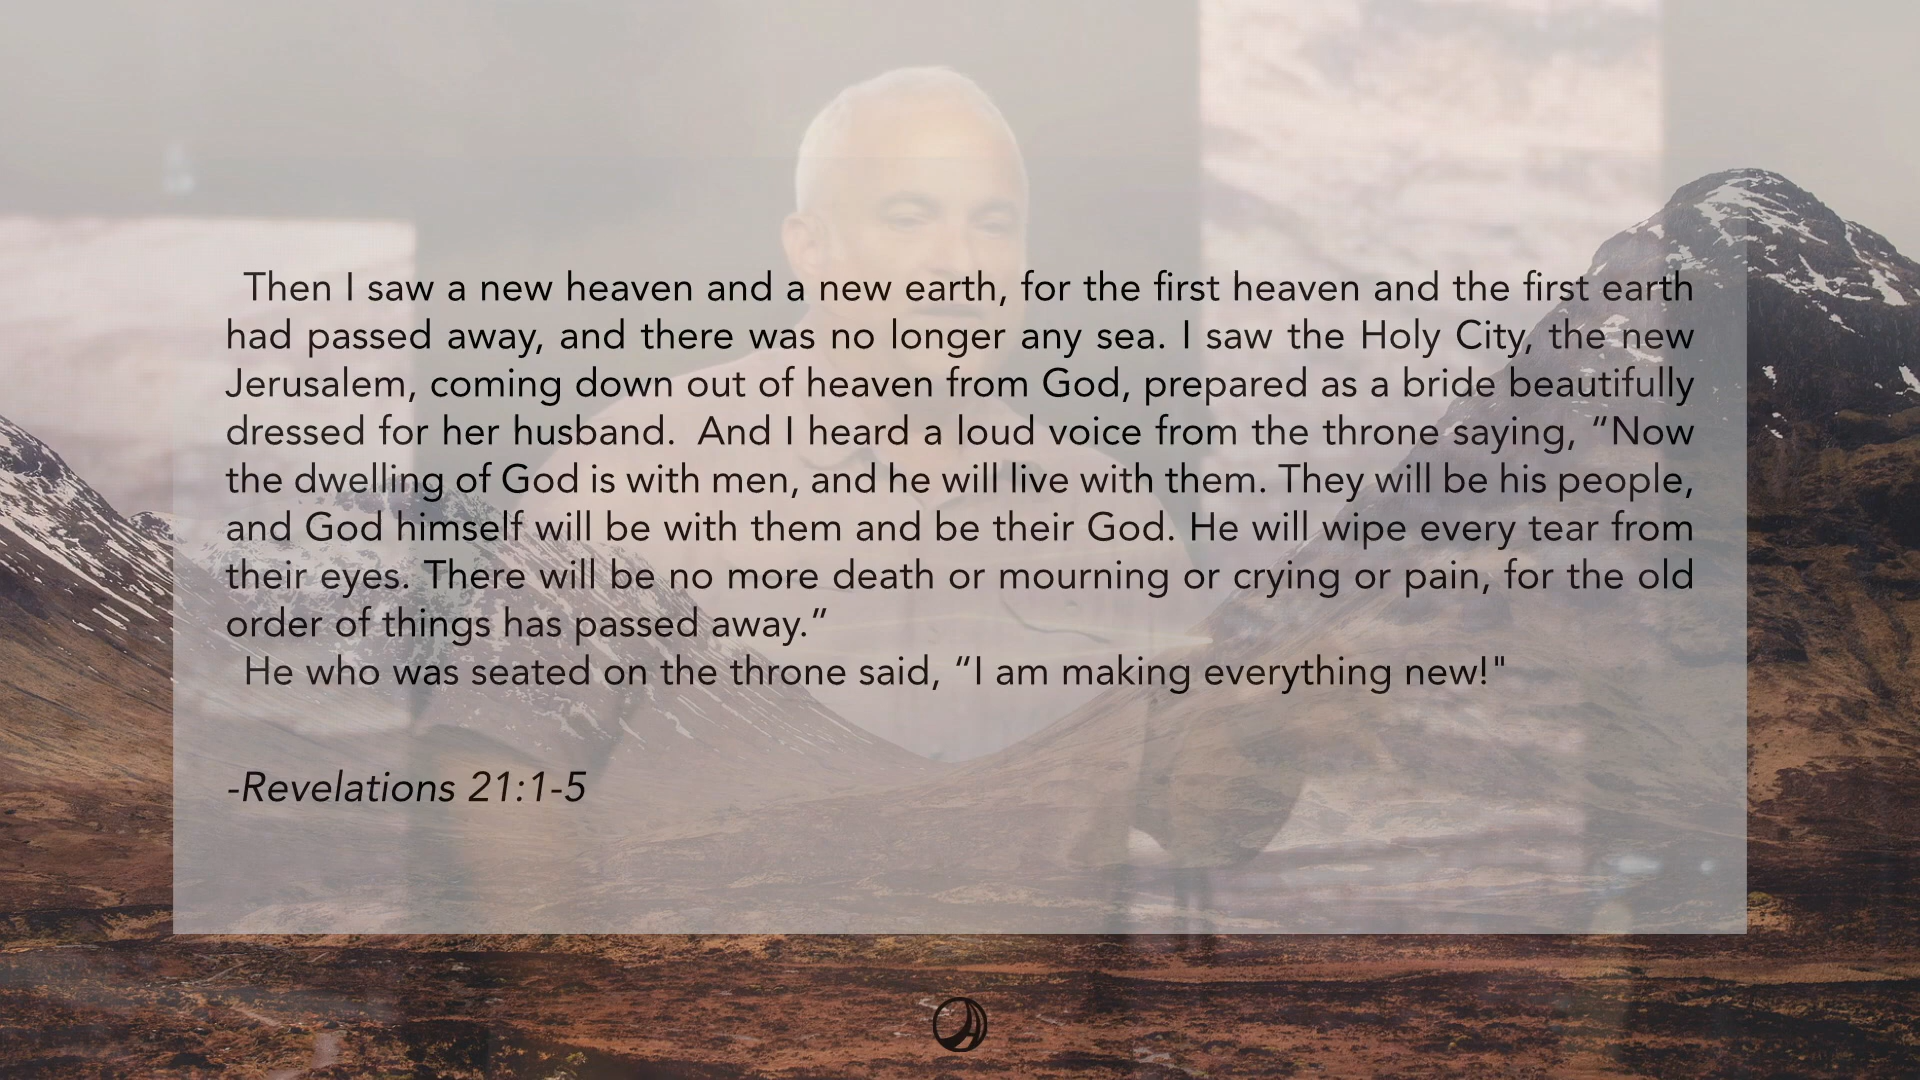 Then I saw a new heaven and a new earth, for the first heaven and the first earth
had passed away, and there was no longer any sea. I saw the Holy City, the new
Jerusalem, coming down out of heaven from God, prepared as a bride beautifully
dressed for her husband.  And I heard a loud voice from the throne saying, “Now
the dwelling of God is with men, and he will live with them. They will be his people,
and God himself will be with them and be their God. He will wipe every tear from
their eyes. There will be no more death or mourning or crying or pain, for the old
order of things has passed away.”
He who was seated on the throne said, “I am making everything new!"
-Revelations 21:1-5